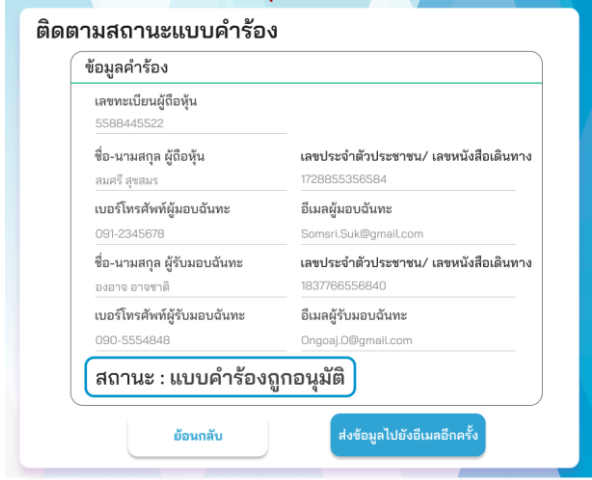 ติดตามสถานะแบบคำร้อง
ข้อมูลคำร้อง
เลขทะเบียนผู้ถือหุ้น
5588445522
ชื่อ-นามสกุล ผู้ถือหุ้น เลขประจำตัวประชาชน/ เลขหนังสือเดินทาง
สมศรี สุขสมร 1728855356584
เบอร์โทรศัพท์ผู้มอบฉันทะ อีเมลผู้มอบฉันทะ
091-2345678 Somsri.Suk@gmail.com
ชื่อ-นามสกุล ผู้รับมอบฉันทะ เลขประจำตัวประชาชน/ เลขหนังสือเดินทาง
องอาจ อาจชาติ 1837766556840
เบอร์โทรศัพท์ผู้รับมอบฉันทะ อีเมลผู้รับมอบฉันทะ
090-5554848 Ongoaj.O@gmail.com
สถานะ : แบบคำร้องถูกอนุมัติ
ย้อนกลับ ส่งข้อมูลไปยังอีเมลอีกครั้ง